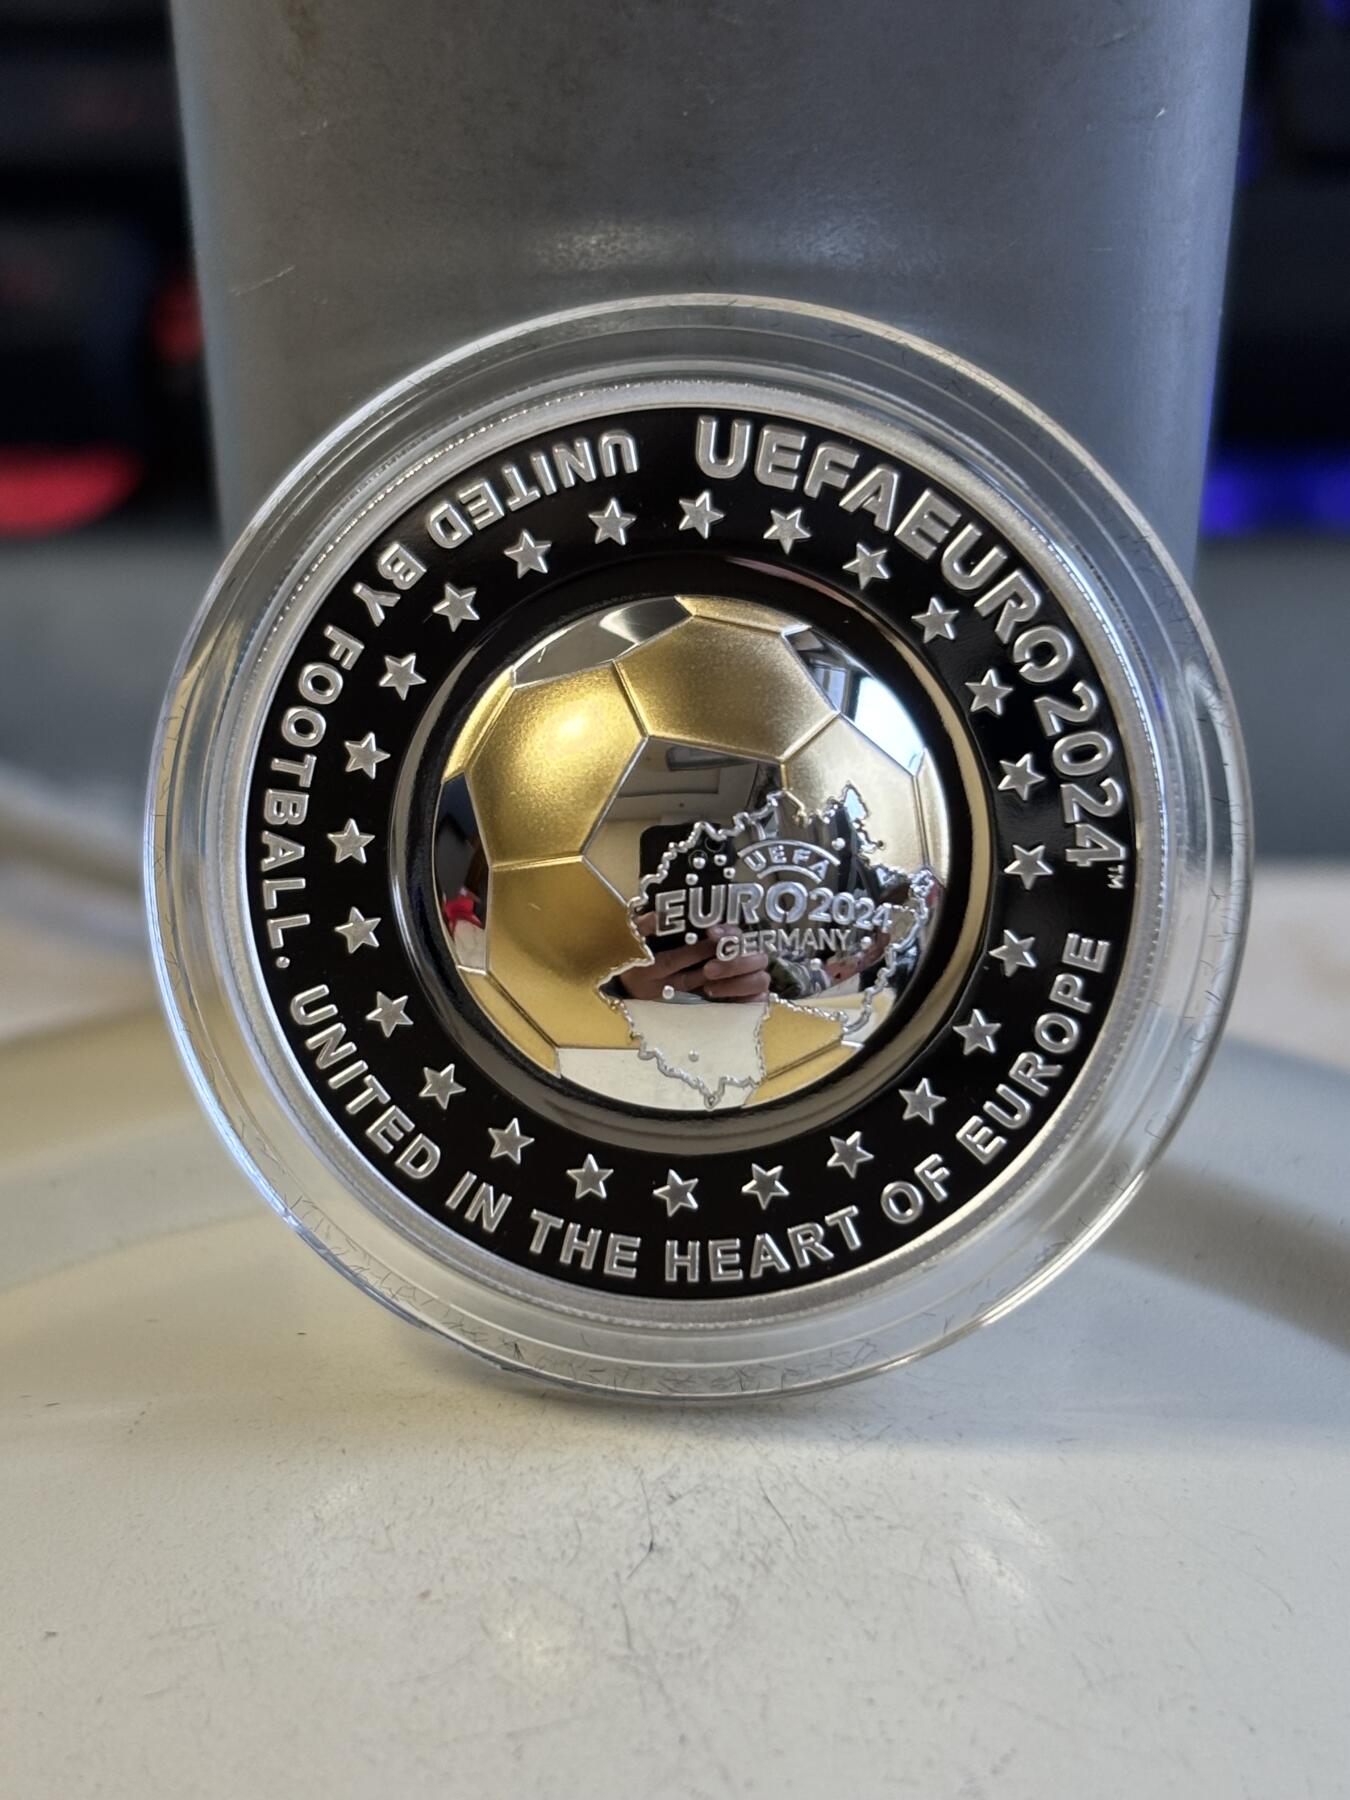 UEFAEURO2024™
UNITED BY FOOTBALL. UNITED IN THE HEART OF EUROPE
UEFA
EURO2024
GERMANY